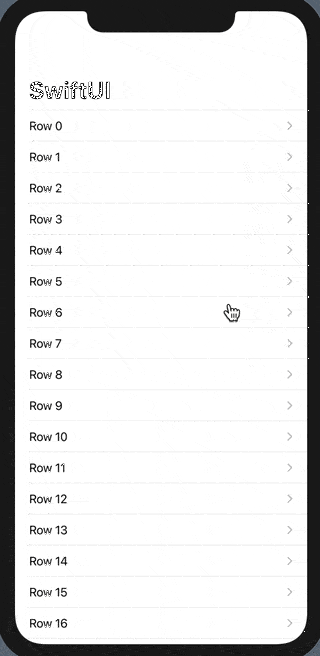 SwiftUI
Row 0
Row 1
Row 2
Row 3
Row 4
Row 5
Row 6
Row 7
Row 8
Row 9
Row 10
Row 11
Row 12
Row 13
Row 14
Row 15
Row 16